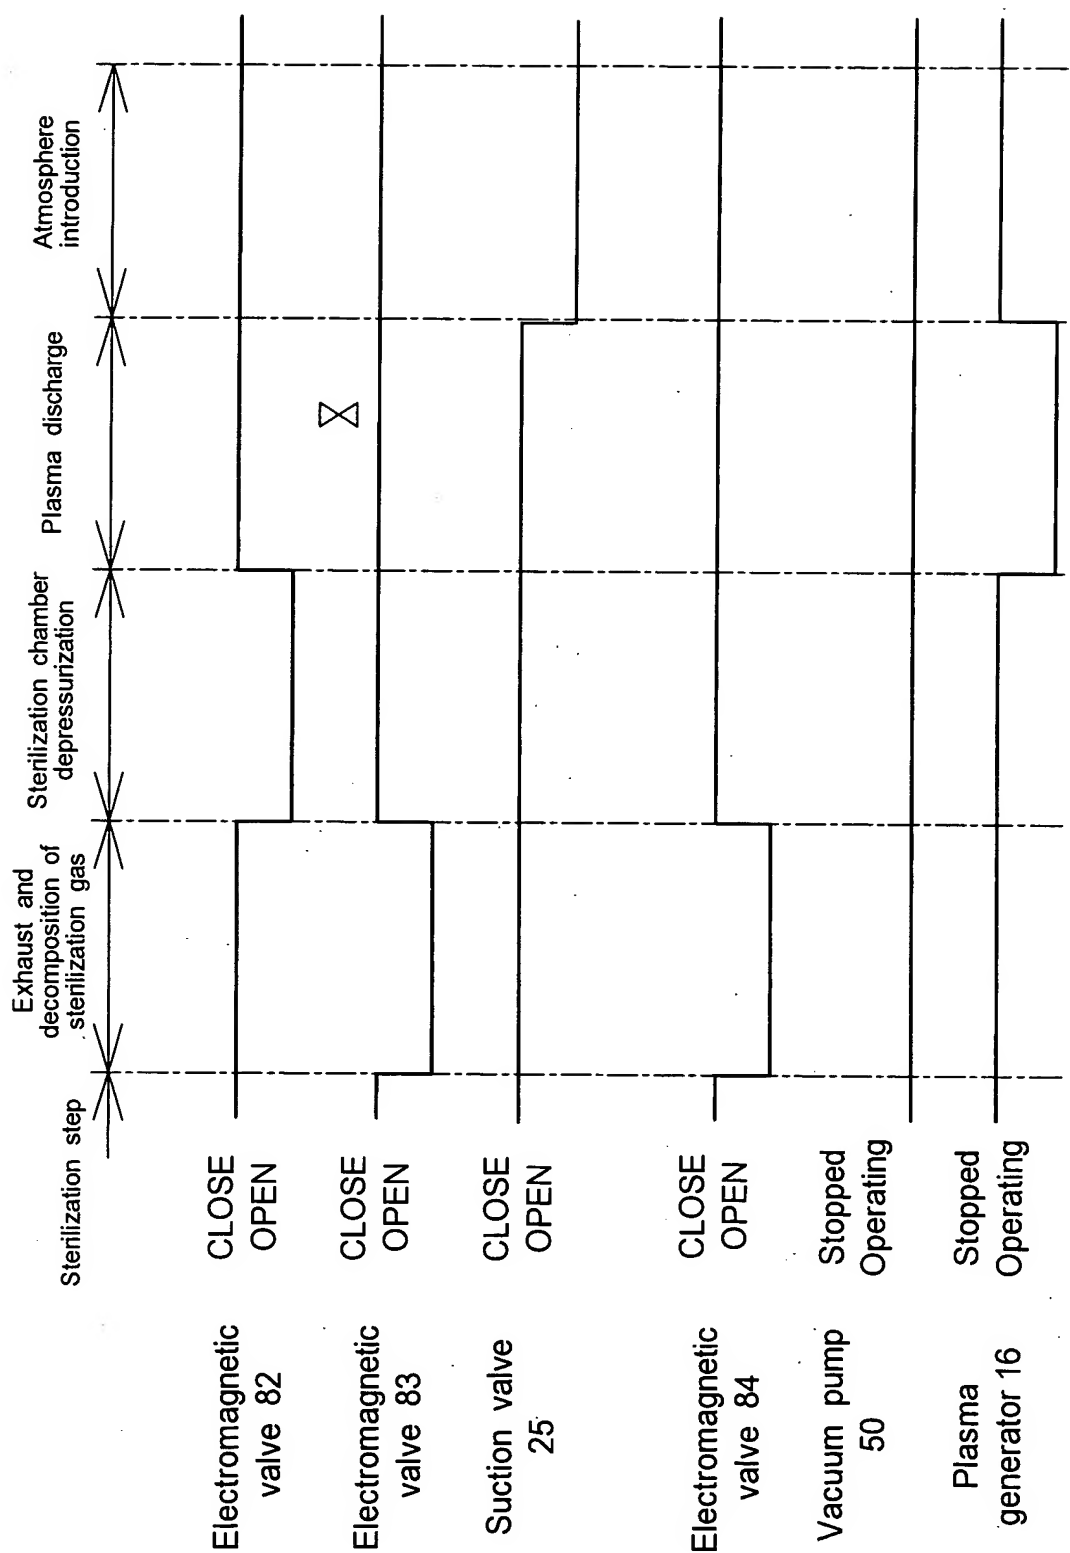 Sterilization step
Exhaust and
decomposition of
sterilization gas
Sterilization chamber
depressurization
Plasma discharge
Atmosphere
introduction
Electromagnetic
valve 82
CLOSE
OPEN
Electromagnetic
valve 83
CLOSE
OPEN
Suction valve
25
CLOSE
OPEN
Electromagnetic
valve 84
CLOSE
OPEN
Vacuum pump
50
Stopped
Operating
Plasma
generator 16
Stopped
Operating